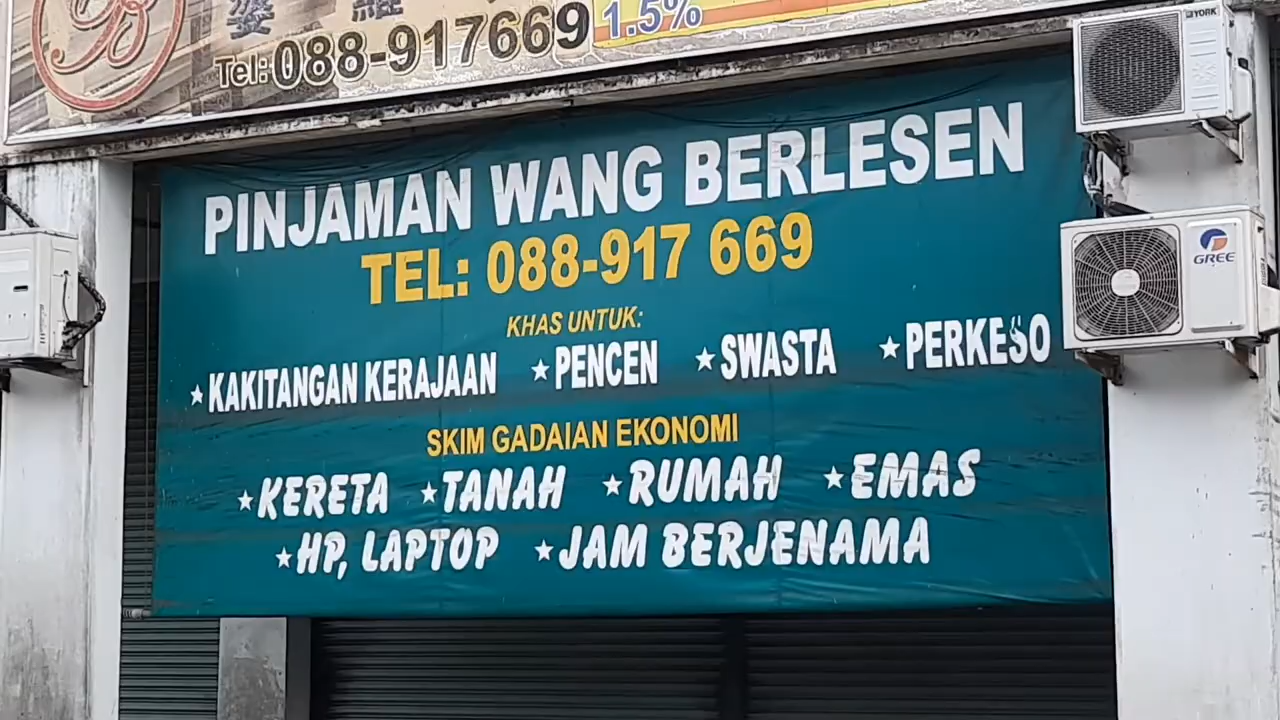 1.5%
Tel:088-917669
YORK
PINJAMAN WANG BERLESEN
TEL: 088-917 669
GREE
KHAS UNTUK:
★KAKITANGAN KERAJAAN ★PENCEN ★SWASTA ★PERKESO
SKIM GADAIAN EKONOMI
★KERETA ★TANAH ★RUMAH ★EMAS
★HP, LAPTOP ★JAM BERJENAMA